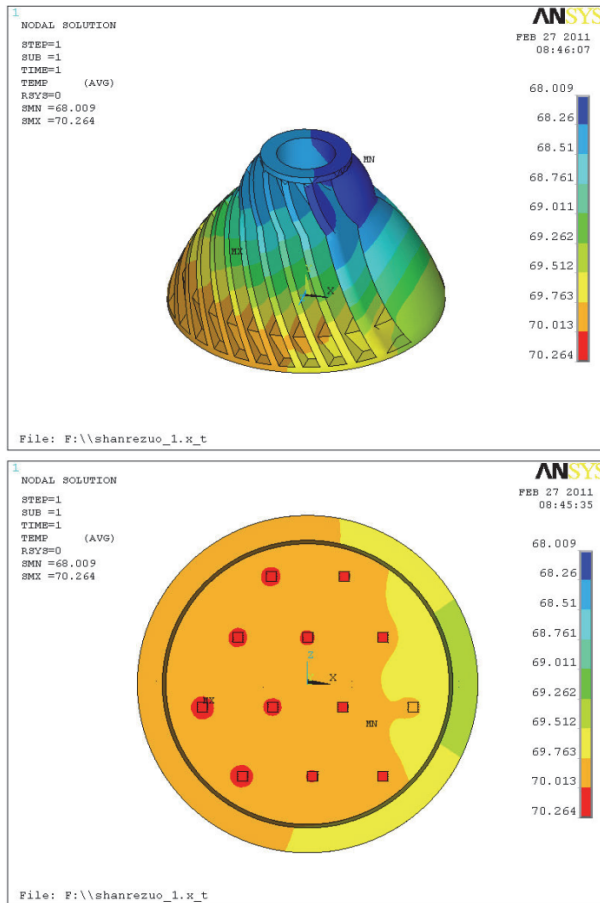 1
NODAL SOLUTION
STEP=1
SUB =1
TIME=1
TEMP (AVG)
RSYS=0
SMN =68.009
SMX =70.264
ANSYS
FEB 27 2011
08:46:07
68.009
68.26
68.51
68.761
69.011
69.262
69.512
69.763
70.013
70.264
MN
MX
X
File: F:\\shanrezuo_1.x_t
1
NODAL SOLUTION
STEP=1
SUB =1
TIME=1
TEMP (AVG)
RSYS=0
SMN =68.009
SMX =70.264
ANSYS
FEB 27 2011
08:45:35
68.009
68.26
68.51
68.761
69.011
69.262
69.512
69.763
70.013
70.264
Z
X
MX
MN
File: F:\\shanrezuo_1.x_t